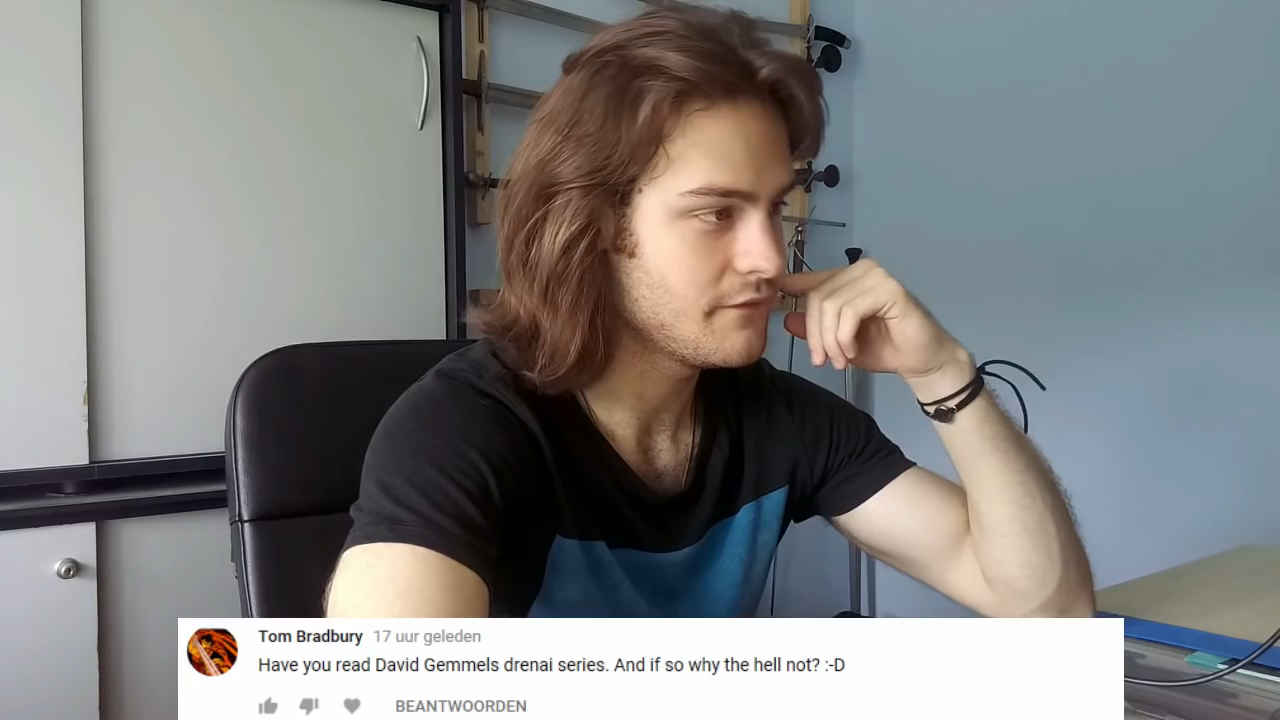 Tom Bradbury 17 uur geleden
Have you read David Gemmels drenai series. And if so why the hell not? :-D
BEANTWOORDEN